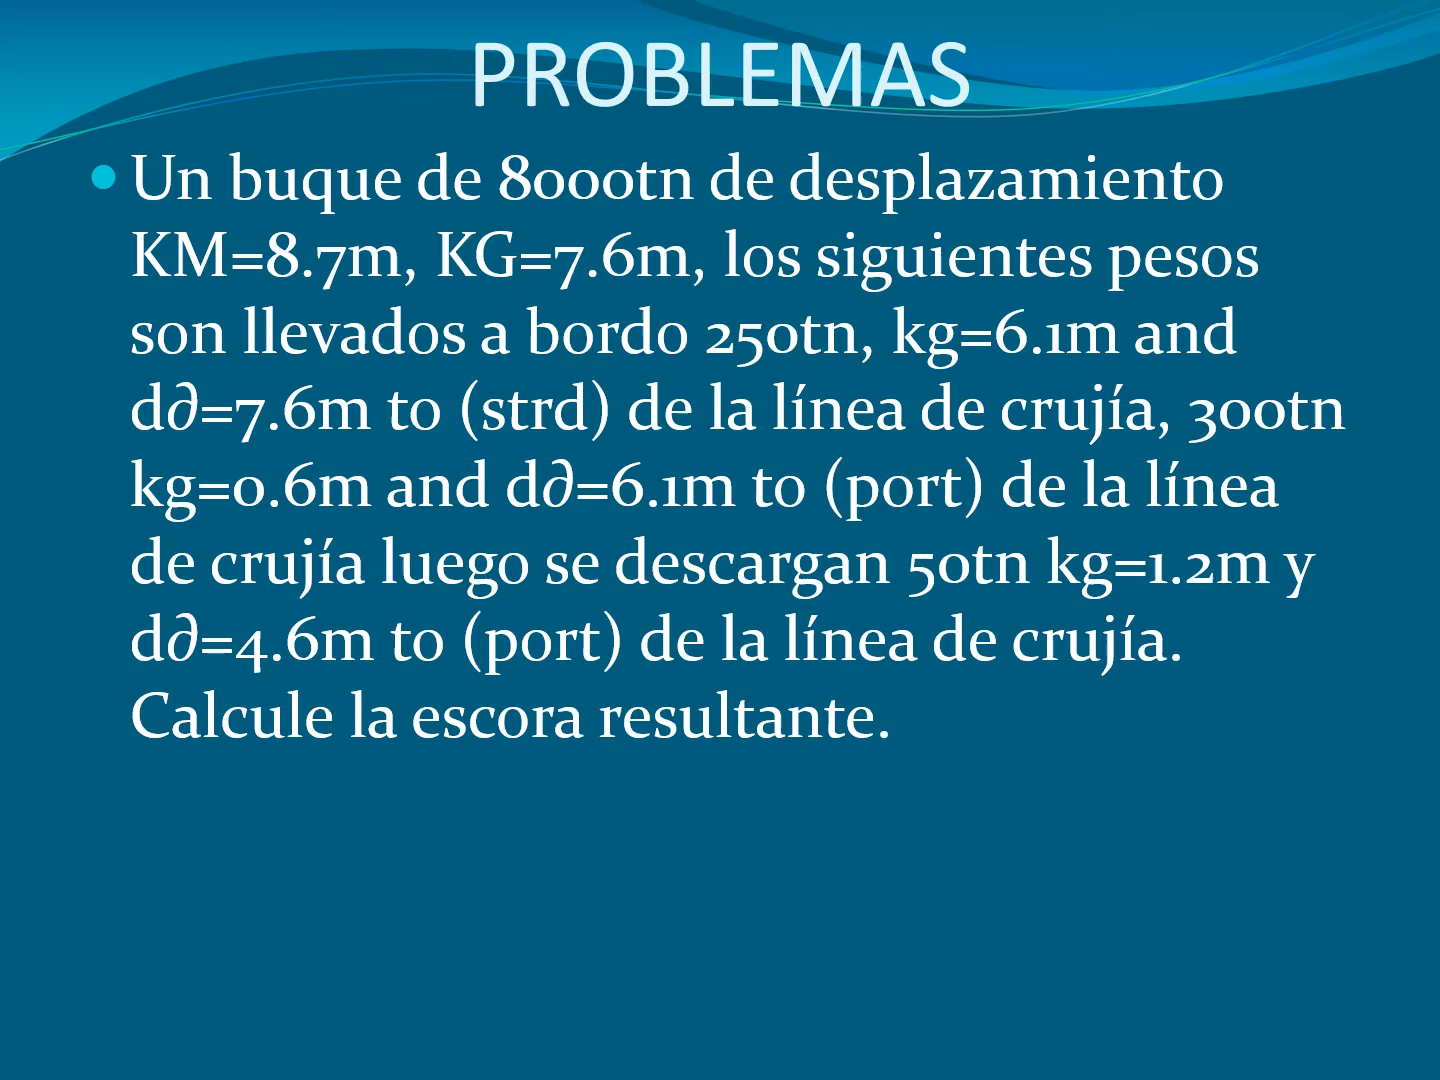 PROBLEMAS
• Un buque de 8000tn de desplazamiento
KM=8.7m, KG=7.6m, los siguientes pesos
son llevados a bordo 250tn, kg=6.1m and
d∂=7.6m to (strd) de la línea de crujía, 300tn
kg=0.6m and d∂=6.1m to (port) de la línea
de crujía luego se descargan 50tn kg=1.2m y
d∂=4.6m to (port) de la línea de crujía.
Calcule la escora resultante.